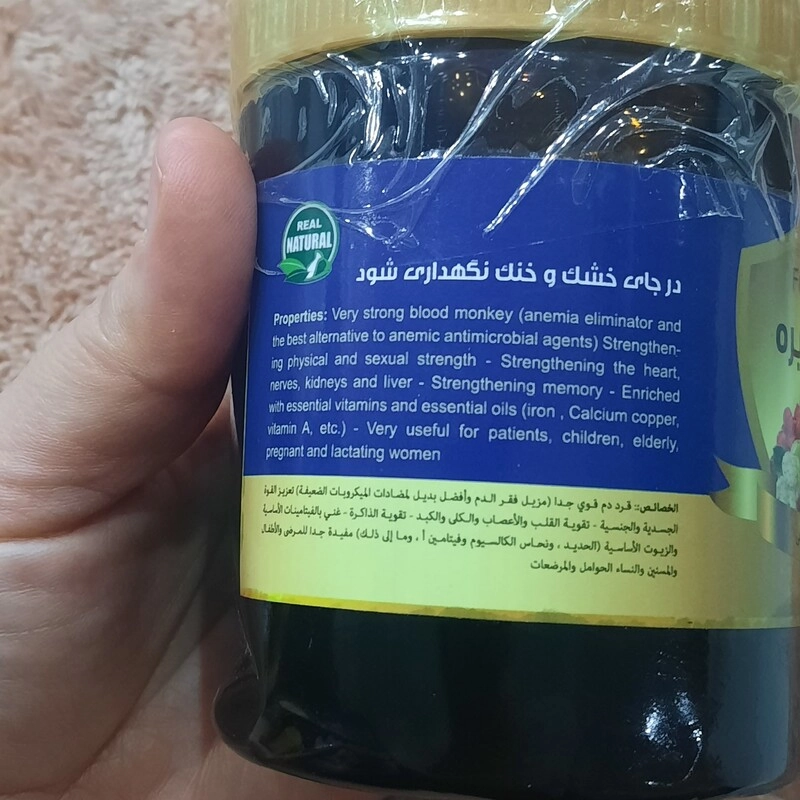 REAL
NATURAL
در جای خشک و خنک نگهداری شود
Properties: Very strong blood monkey (anemia eliminator and
the best alternative to anemic antimicrobial agents) Strengthen-
ing physical and sexual strength - Strengthening the heart,
nerves, kidneys and liver - Strengthening memory - Enriched
with essential vitamins and essential oils (iron , Calcium copper,
vitamin A, etc.) - Very useful for patients, children, elderly,
pregnant and lactating women
الخصائص:: قرد دم قوي جدا (مزيل فقر الدم وأفضل بديل لمضادات الميكروبات الضعيفة) تعزيز القوة
الجسدية والجنسية - تقوية القلب والأعصاب والكلى والكبد - تقوية الذاكرة - غني بالفيتامينات الأساسية
والزيوت الأساسية (الحديد ، ونحاس الكالسيوم وفيتامين أ ، وما إلى ذلك) مفيدة جدا للمرضى والأطفال
والمسنين والنساء الحوامل والمرضعات